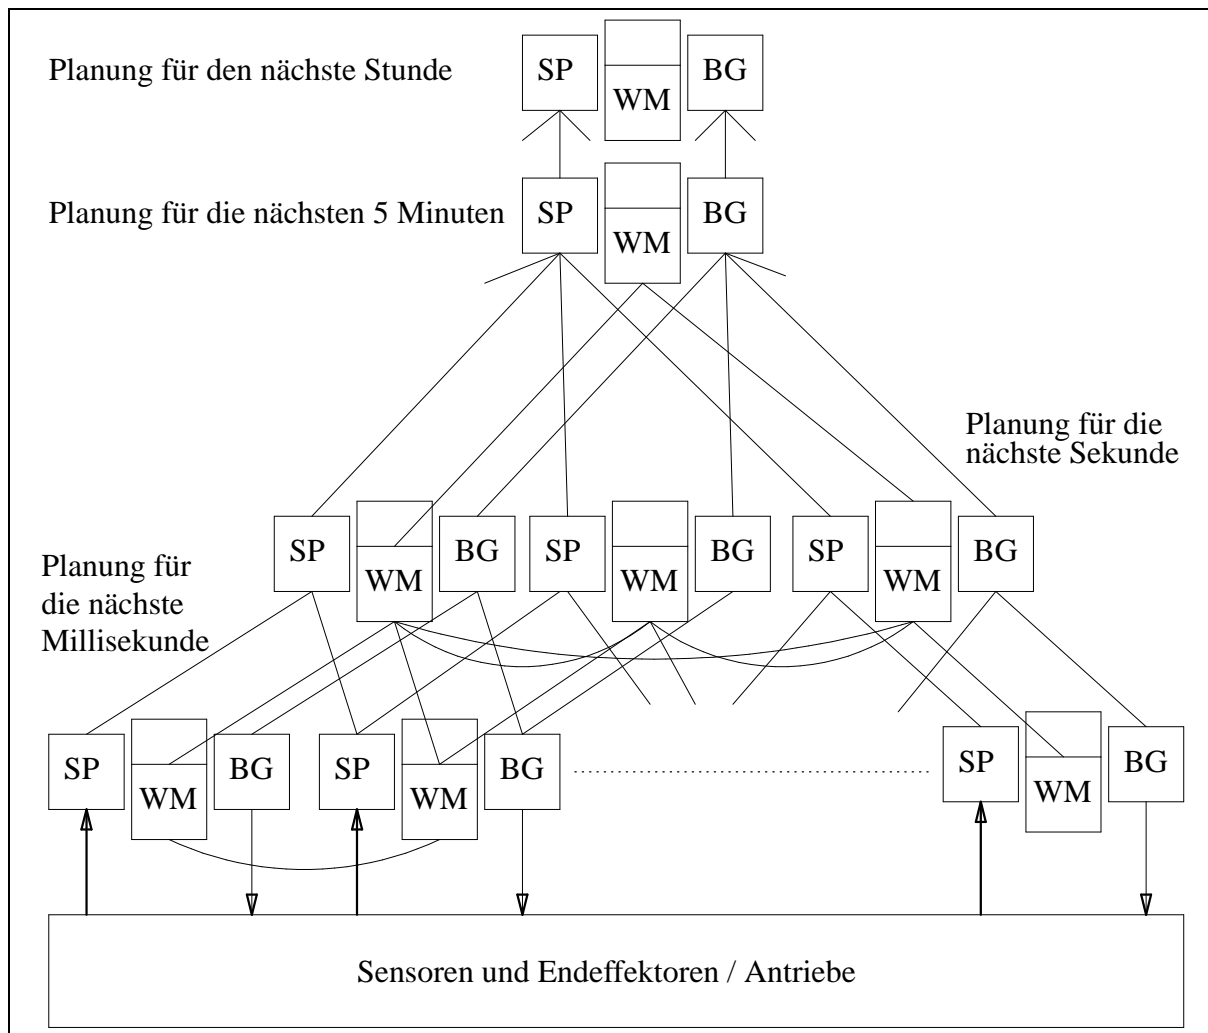 Planung für den nächste Stunde
SP
WM
BG
Planung für die nächsten 5 Minuten
SP
WM
BG
Planung für die
nächste Sekunde
SP
WM
BG
SP
WM
BG
SP
WM
BG
Planung für
die nächste
Millisekunde
SP
WM
BG
SP
WM
BG
SP
WM
BG
Sensoren und Endeffektoren / Antriebe